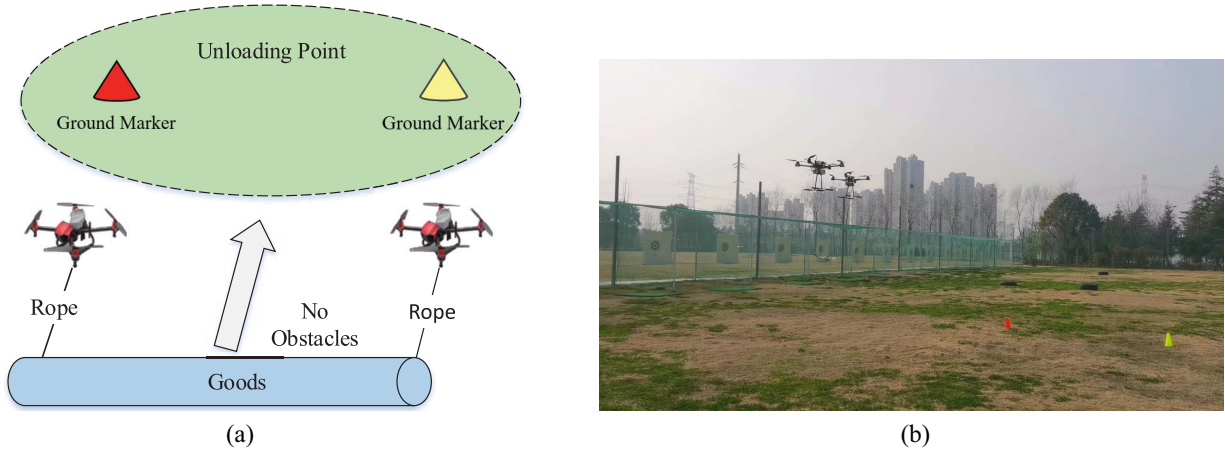 Unloading Point
Ground Marker
Ground Marker
Rope
Rope
No
Obstacles
Goods
(a)
(b)